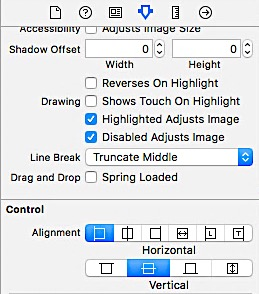 Accessibility Adjusts Image Size
Shadow Offset 0 0
Width Height
Reverses On Highlight
Drawing Shows Touch On Highlight
Highlighted Adjusts Image
Disabled Adjusts Image
Line Break Truncate Middle
Drag and Drop Spring Loaded
Control
Alignment L T
Horizontal
Vertical